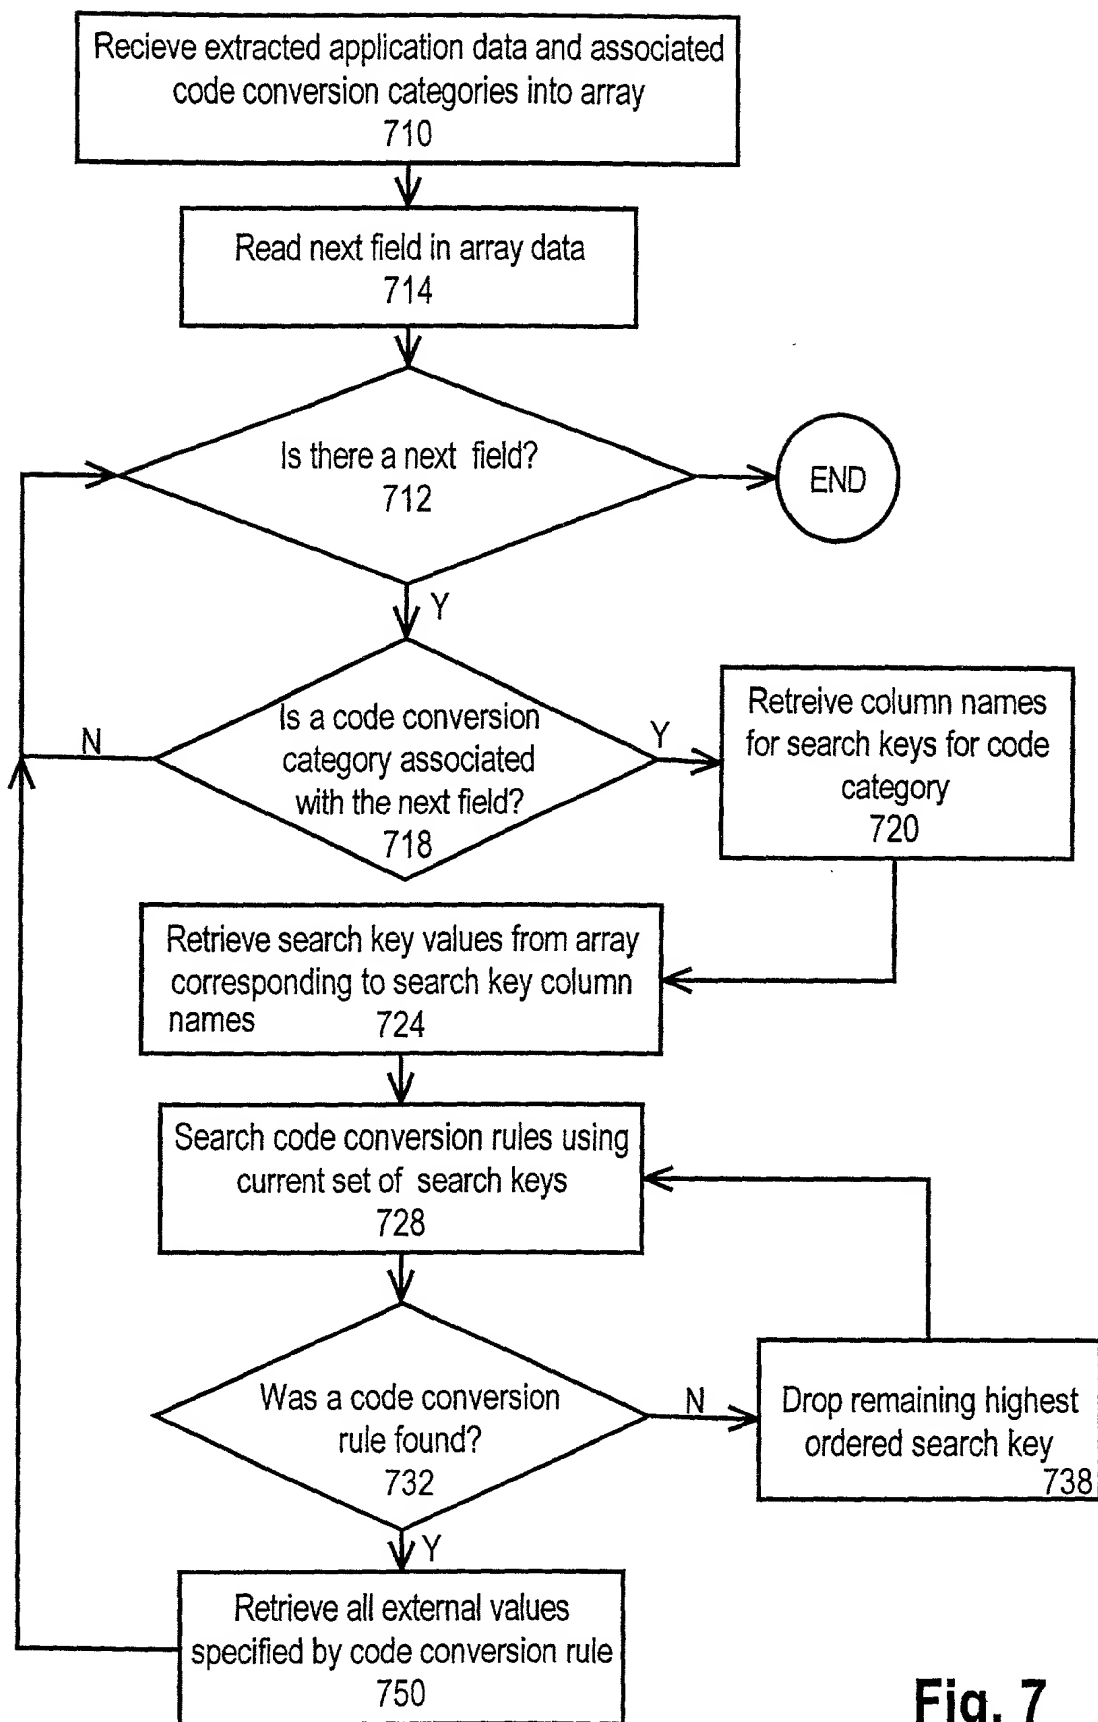 Recieve extracted application data and associated
code conversion categories into array
710
Read next field in array data
714
Is there a next field?
712
END
Y
Is a code conversion
category associated
with the next field?
718
N
Y
Retreive column names
for search keys for code
category
720
Retrieve search key values from array
corresponding to search key column
names 724
Search code conversion rules using
current set of search keys
728
Was a code conversion
rule found?
732
N
Drop remaining highest
ordered search key
738
Y
Retrieve all external values
specified by code conversion rule
750
Fig. 7